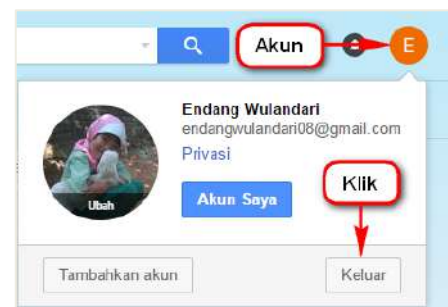 Akun
E
Endang Wulandari
endangwulandari08@gmail.com
Privasi
Akun Saya
Ubah
Klik
Tambahkan akun
Keluar